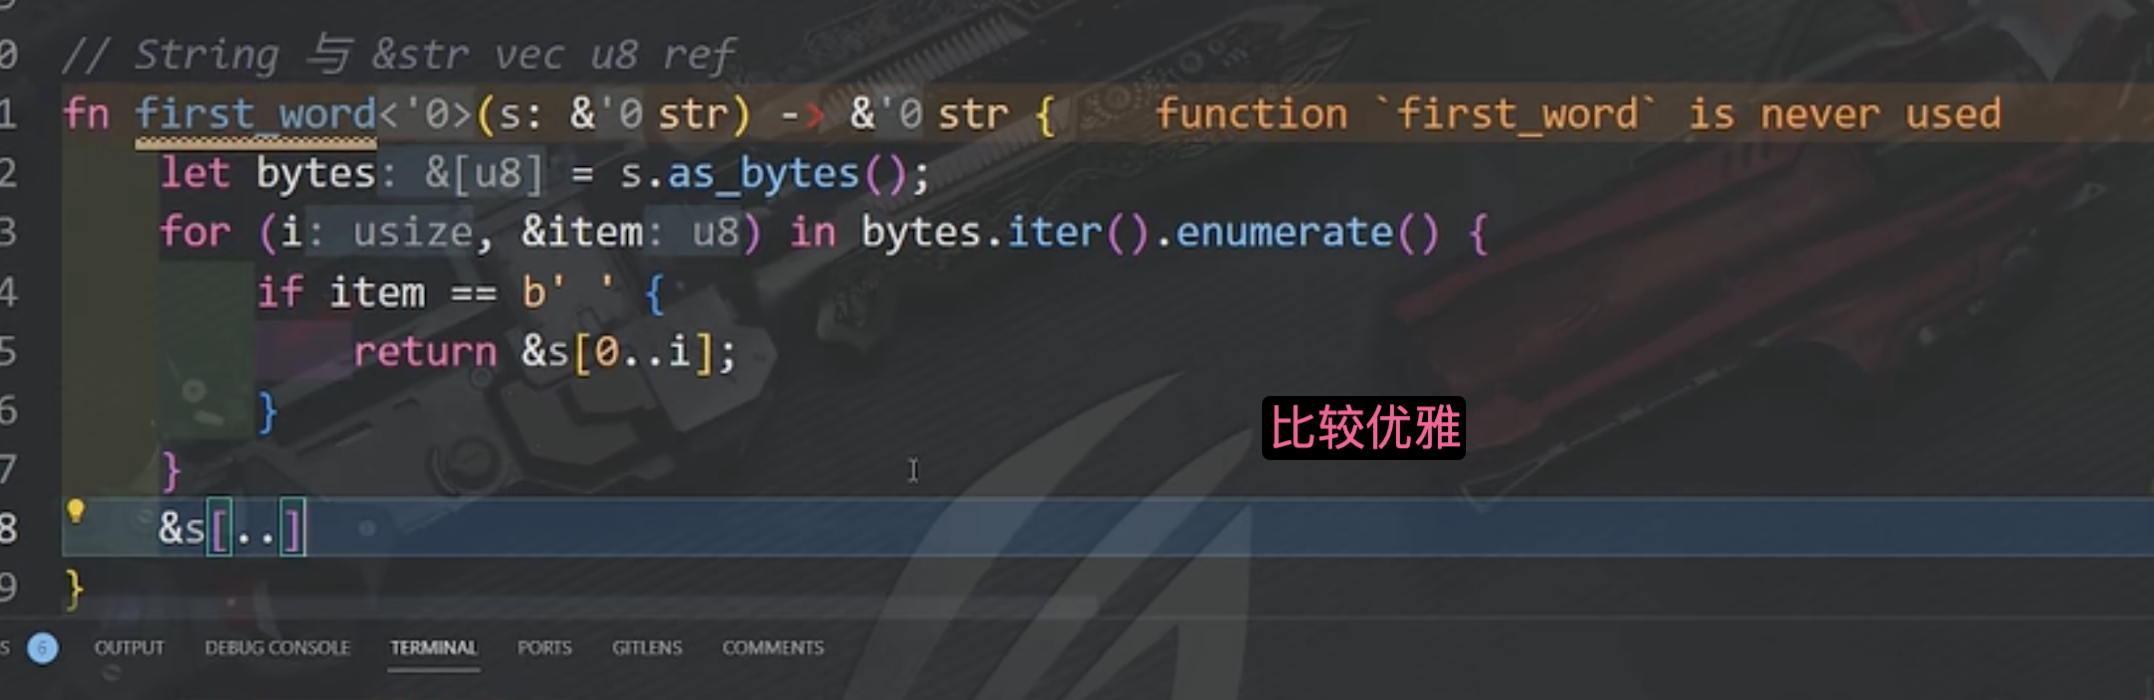 0 // String 与 &str vec u8 ref
1 fn first_word<'0>(s: &'0 str) -> &'0 str { function `first_word` is never used
2 let bytes: &[u8] = s.as_bytes();
3 for (i: usize, &item: u8) in bytes.iter().enumerate() {
4 if item == b' ' {
5 return &s[0..i];
6 }
比较优雅
7 }
8 &s[..]
9 }
S 6 OUTPUT DEBUG CONSOLE TERMINAL PORTS GITLENS COMMENTS